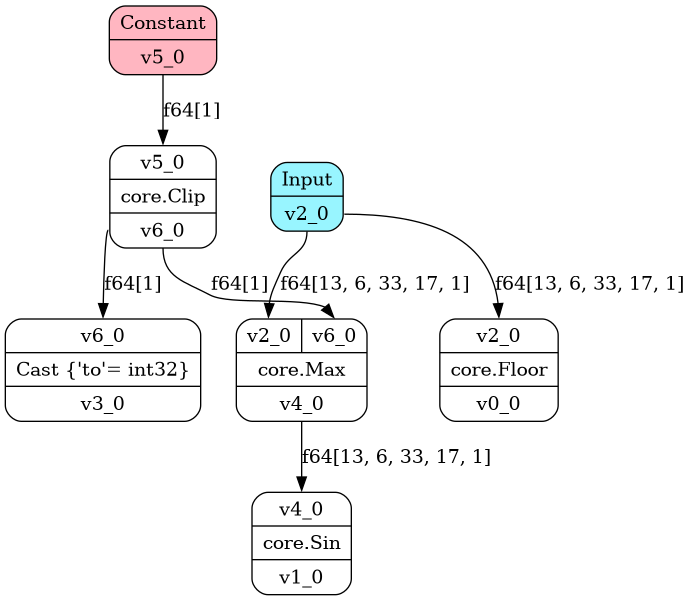 Constant
v5_0
f64[1]
v5_0
core.Clip
v6_0
Input
v2_0
f64[1]
f64[1]
f64[13, 6, 33, 17, 1]
f64[13, 6, 33, 17, 1]
v6_0
Cast {'to'= int32}
v3_0
v2_0 v6_0
core.Max
v4_0
v2_0
core.Floor
v0_0
f64[13, 6, 33, 17, 1]
v4_0
core.Sin
v1_0